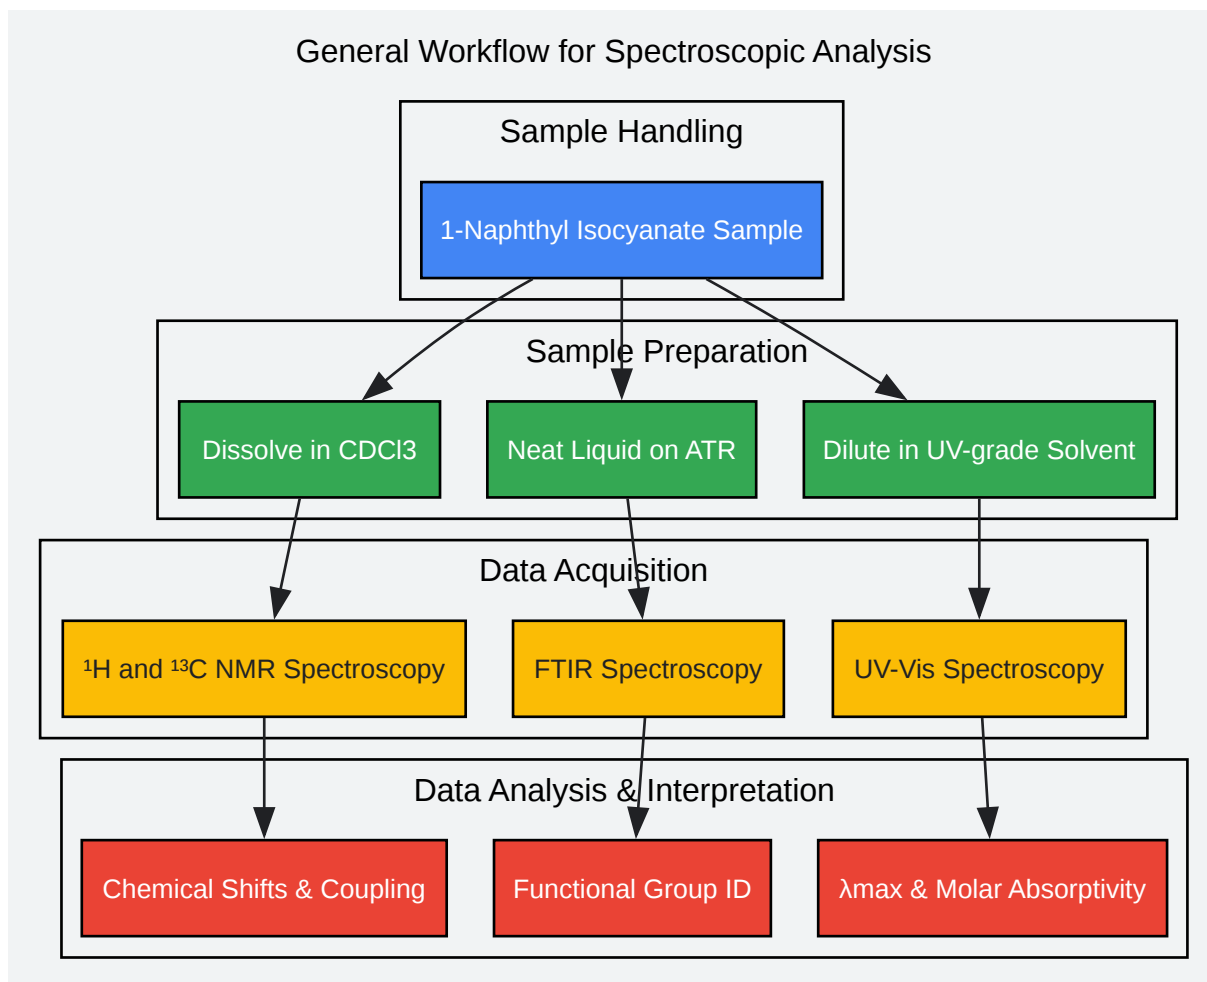 General Workflow for Spectroscopic Analysis
Sample Handling
1-Naphthyl Isocyanate Sample
Sample Preparation
Dissolve in CDCl3
Neat Liquid on ATR
Dilute in UV-grade Solvent
Data Acquisition
¹H and ¹³C NMR Spectroscopy
FTIR Spectroscopy
UV-Vis Spectroscopy
Data Analysis & Interpretation
Chemical Shifts & Coupling
Functional Group ID
λmax & Molar Absorptivity